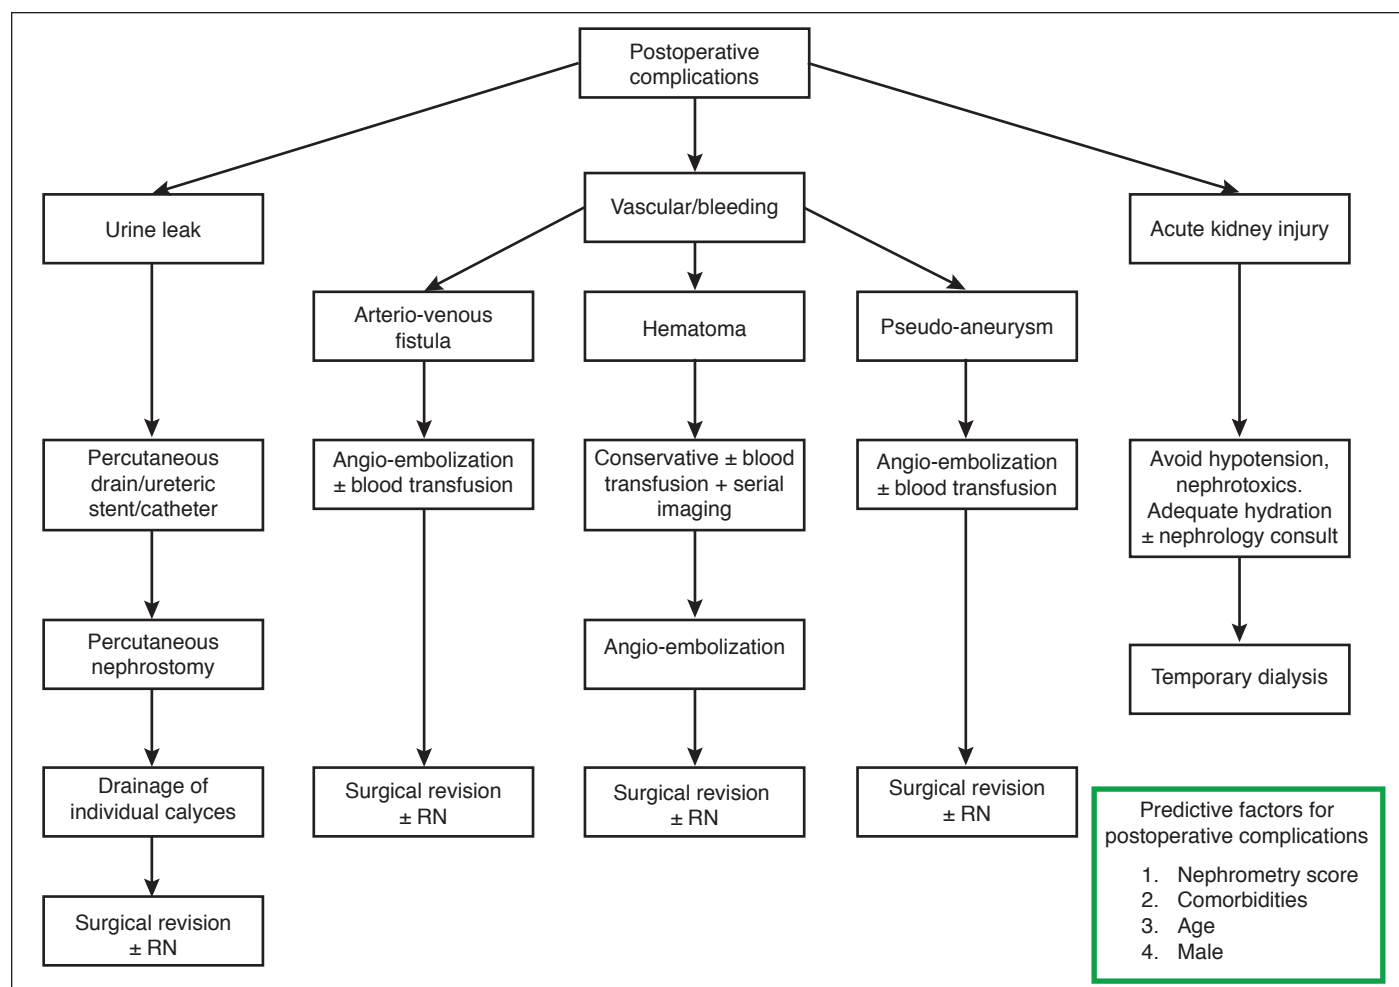 Postoperative
complications
Urine leak
Vascular/bleeding
Acute kidney injury
Arterio-venous
fistula
Hematoma
Pseudo-aneurysm
Percutaneous
drain/ureteric
stent/catheter
Angio-embolization
± blood transfusion
Conservative ± blood
transfusion + serial
imaging
Angio-embolization
± blood transfusion
Avoid hypotension,
nephrotoxics.
Adequate hydration
± nephrology consult
Percutaneous
nephrostomy
Angio-embolization
Temporary dialysis
Drainage of
individual calyces
Surgical revision
± RN
Surgical revision
± RN
Surgical revision
± RN
Surgical revision
± RN
Predictive factors for
postoperative complications
1. Nephrometry score
2. Comorbidities
3. Age
4. Male